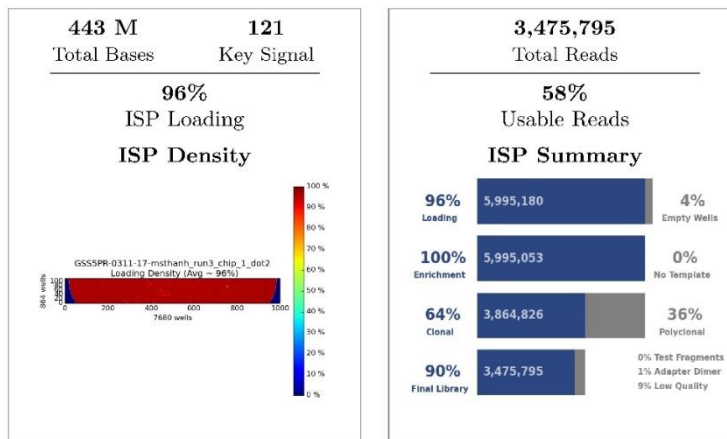 443 M
Total Bases
121
Key Signal
96%
ISP Loading
ISP Density
100 %
90 %
80 %
70 %
60 %
50 %
40 %
30 %
20 %
10 %
0 %
GSS5PR-0311-17-msthanh_run3_chip_1_dot2
Loading Density (Avg ~ 96%)
864 wells
0 200 400 600 800 1000
7680 wells
3,475,795
Total Reads
58%
Usable Reads
ISP Summary
96% 5,995,180 4%
Loading Empty Wells
100% 5,995,053 0%
Enrichment No Template
64% 3,864,826 36%
Clonal Polyclonal
90% 3,475,795
Final Library
0% Test Fragments
1% Adapter Dimer
9% Low Quality